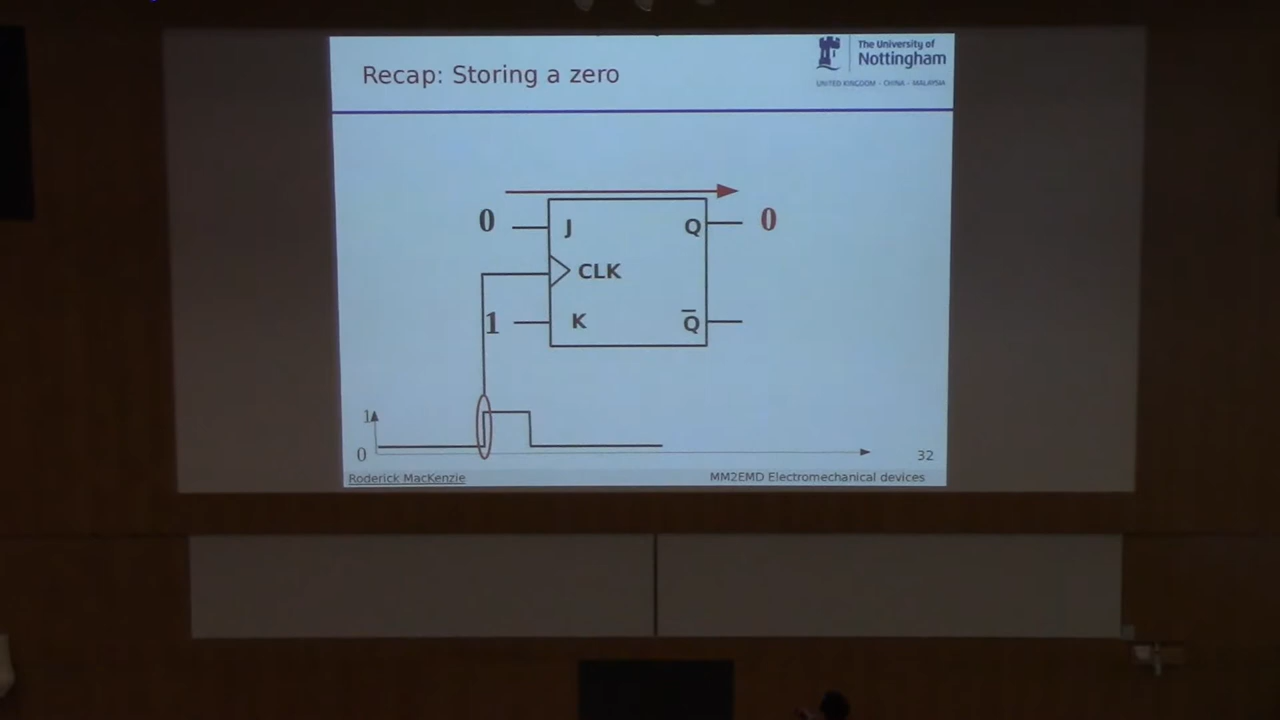 Recap: Storing a zero
The University of
Nottingham
UNITED KINGDOM · CHINA · MALAYSIA
0
J
Q
0
CLK
1
K
Q̅
1
0
32
Roderick MacKenzie
MM2EMD Electromechanical devices